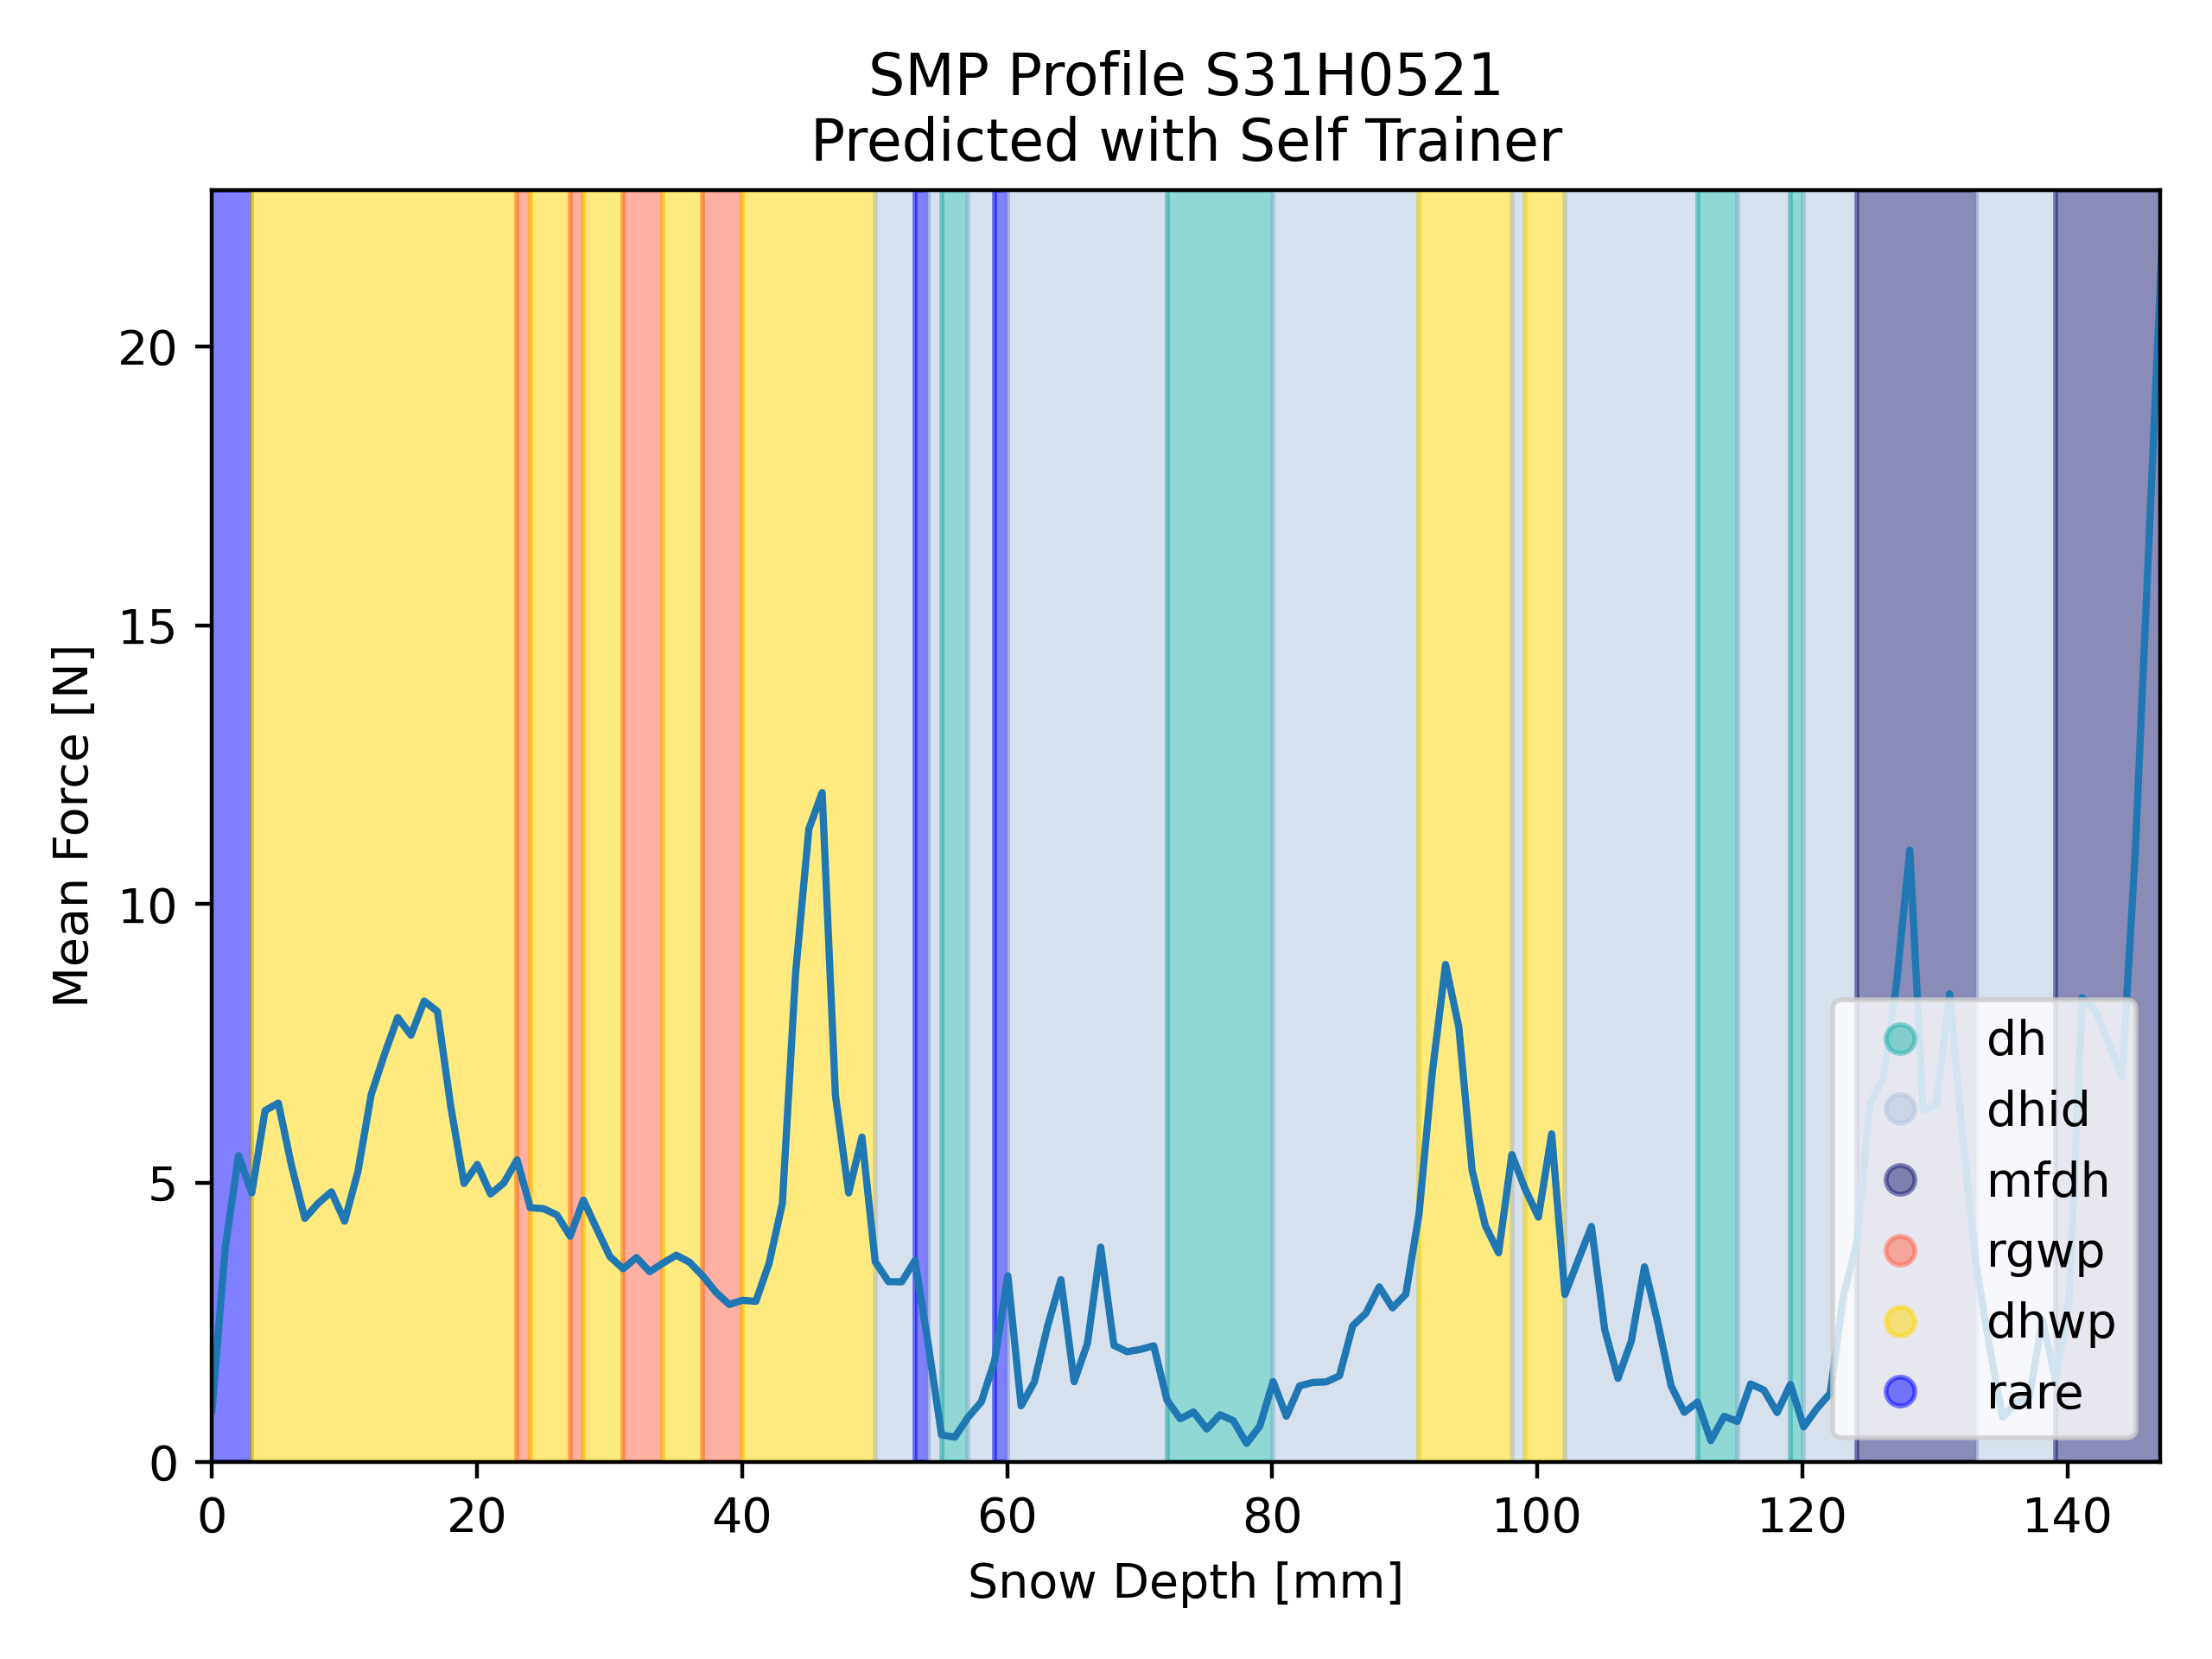 SMP Profile S31H0521
Predicted with Self Trainer
Mean Force [N]
20
15
10
5
0
dh
dhid
mfdh
rgwp
dhwp
rare
0 20 40 60 80 100 120 140
Snow Depth [mm]